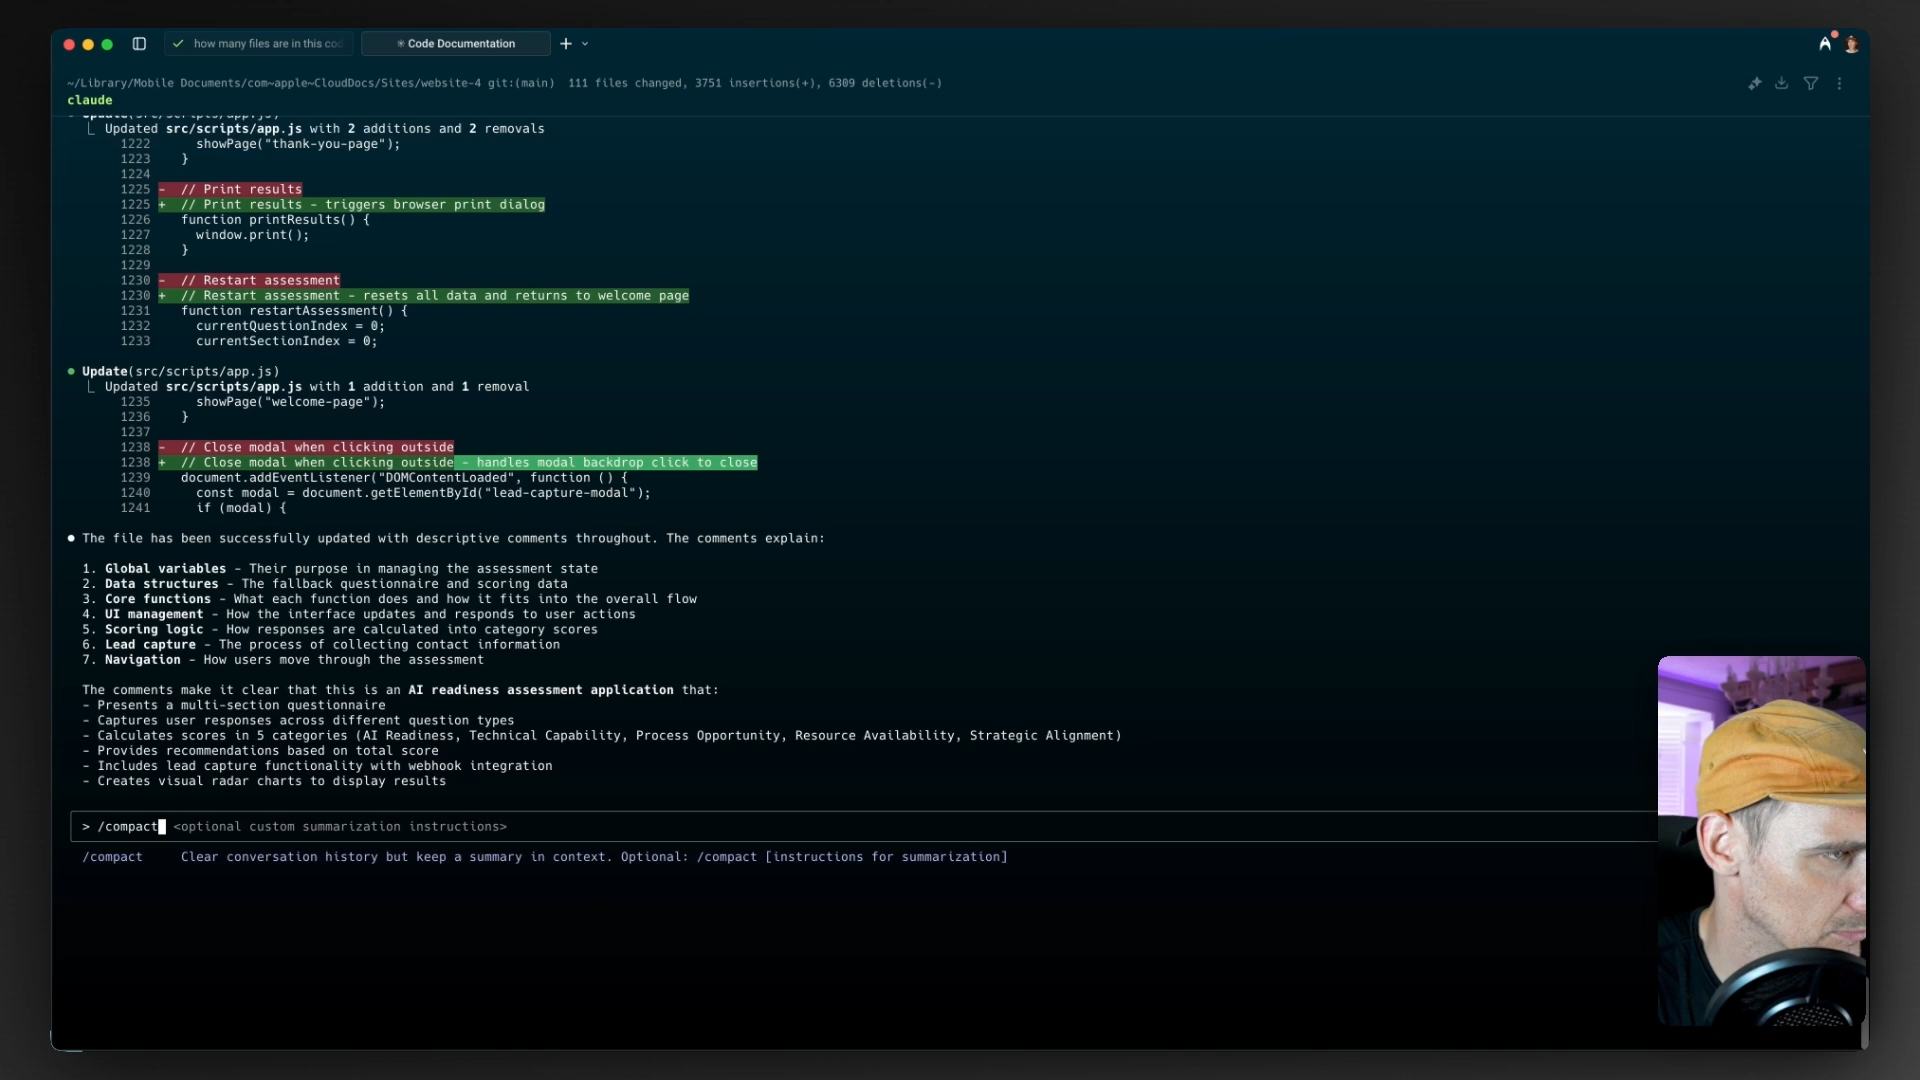 how many files are in this cod
✳ Code Documentation
~/Library/Mobile Documents/com~apple~CloudDocs/Sites/website-4 git:(main) 111 files changed, 3751 insertions(+), 6309 deletions(-)
claude
Update(src/scripts/app.js)
Updated src/scripts/app.js with 2 additions and 2 removals
1222 showPage("thank-you-page");
1223 }
1224
1225 - // Print results
1225 + // Print results - triggers browser print dialog
1226 function printResults() {
1227 window.print();
1228 }
1229
1230 - // Restart assessment
1230 + // Restart assessment - resets all data and returns to welcome page
1231 function restartAssessment() {
1232 currentQuestionIndex = 0;
1233 currentSectionIndex = 0;
Update(src/scripts/app.js)
Updated src/scripts/app.js with 1 addition and 1 removal
1235 showPage("welcome-page");
1236 }
1237
1238 - // Close modal when clicking outside
1238 + // Close modal when clicking outside - handles modal backdrop click to close
1239 document.addEventListener("DOMContentLoaded", function () {
1240 const modal = document.getElementById("lead-capture-modal");
1241 if (modal) {
The file has been successfully updated with descriptive comments throughout. The comments explain:
1. Global variables - Their purpose in managing the assessment state
2. Data structures - The fallback questionnaire and scoring data
3. Core functions - What each function does and how it fits into the overall flow
4. UI management - How the interface updates and responds to user actions
5. Scoring logic - How responses are calculated into category scores
6. Lead capture - The process of collecting contact information
7. Navigation - How users move through the assessment
The comments make it clear that this is an AI readiness assessment application that:
- Presents a multi-section questionnaire
- Captures user responses across different question types
- Calculates scores in 5 categories (AI Readiness, Technical Capability, Process Opportunity, Resource Availability, Strategic Alignment)
- Provides recommendations based on total score
- Includes lead capture functionality with webhook integration
- Creates visual radar charts to display results
> /compact <optional custom summarization instructions>
/compact Clear conversation history but keep a summary in context. Optional: /compact [instructions for summarization]